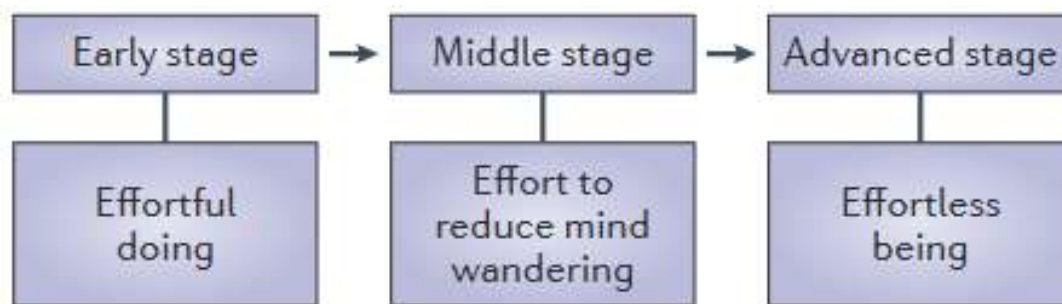 Early stage
Middle stage
Advanced stage
Effortful
doing
Effort to
reduce mind
wandering
Effortless
being